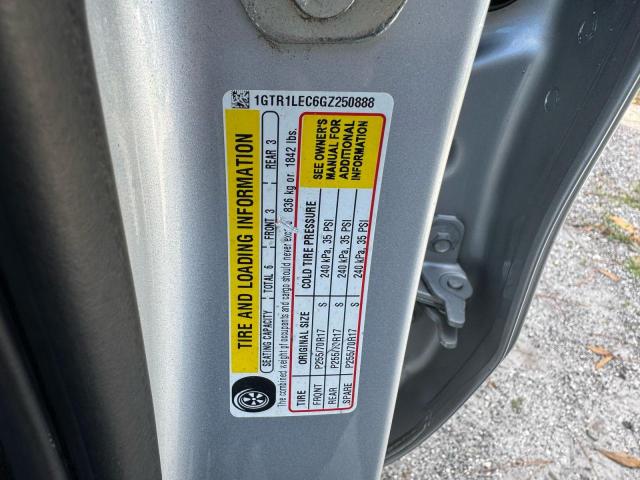 1GTR1LEC6GZ250888
TIRE AND LOADING INFORMATION
SEATING CAPACITY TOTAL 6 FRONT 3 REAR 3
The combined weight of occupants and cargo should never exceed 836 kg or 1842 lbs.
TIRE ORIGINAL SIZE COLD TIRE PRESSURE
FRONT P255/70R17 S 240 kPa, 35 PSI
REAR P255/70R17 S 240 kPa, 35 PSI
SPARE P255/70R17 S 240 kPa, 35 PSI
SEE OWNER'S
MANUAL FOR
ADDITIONAL
INFORMATION